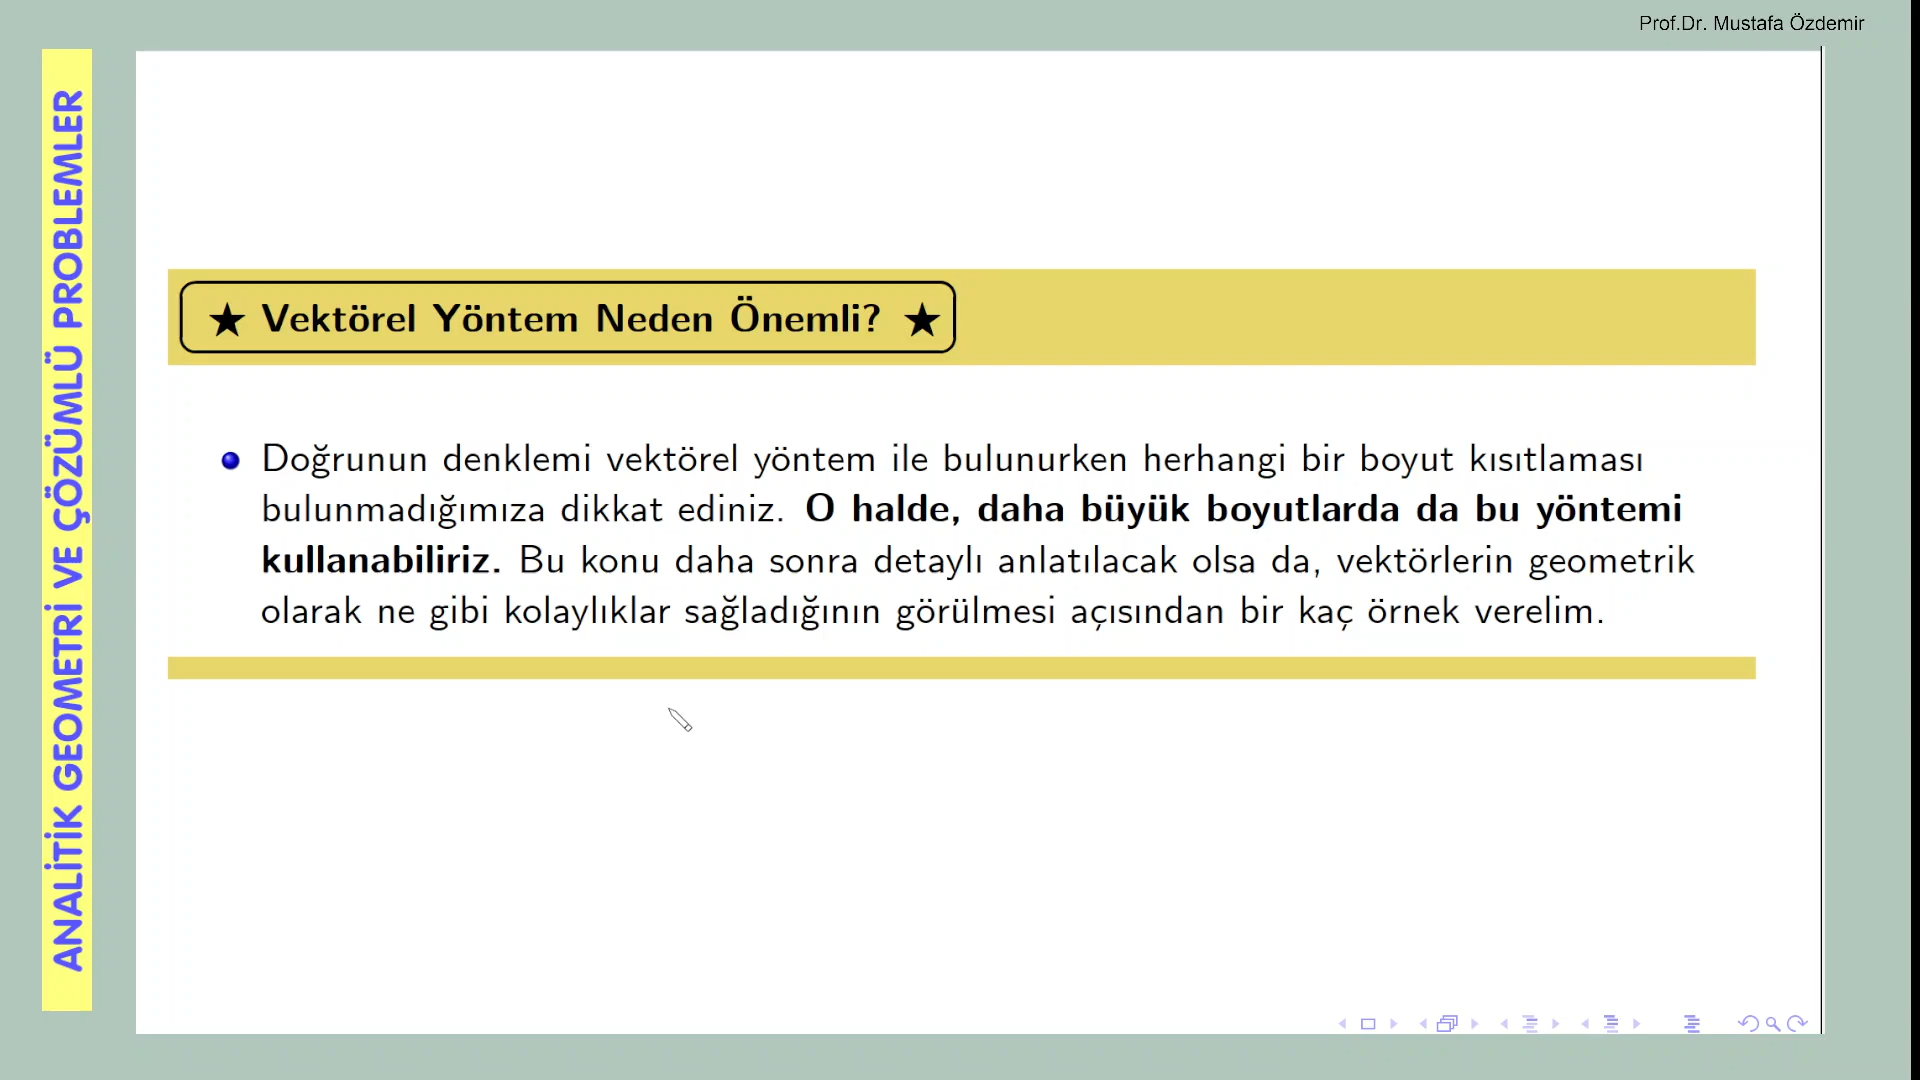 Prof.Dr. Mustafa Özdemir
ANALİTİK GEOMETRİ VE ÇÖZÜMLÜ PROBLEMLER
★ Vektörel Yöntem Neden Önemli? ★
Doğrunun denklemi vektörel yöntem ile bulunurken herhangi bir boyut kısıtlaması
bulunmadığımıza dikkat ediniz. O halde, daha büyük boyutlarda da bu yöntemi
kullanabiliriz. Bu konu daha sonra detaylı anlatılacak olsa da, vektörlerin geometrik
olarak ne gibi kolaylıklar sağladığının görülmesi açısından bir kaç örnek verelim.